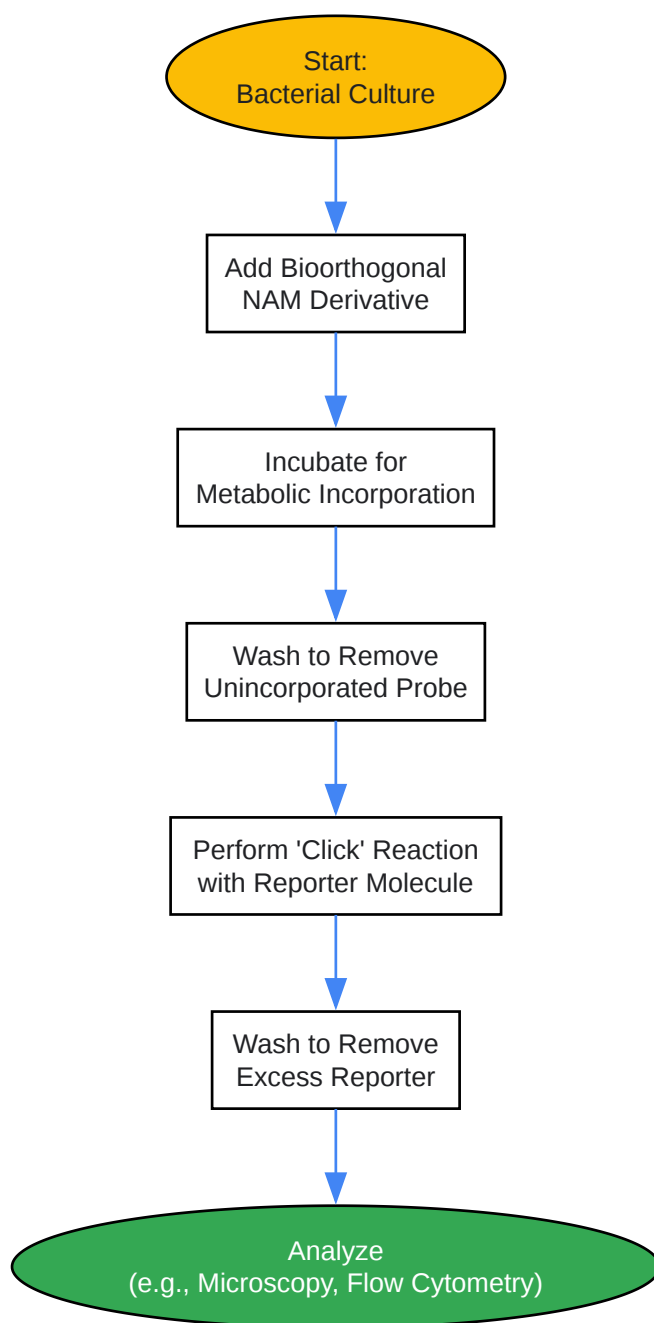 Start:
Bacterial Culture
Add Bioorthogonal
NAM Derivative
Incubate for
Metabolic Incorporation
Wash to Remove
Unincorporated Probe
Perform 'Click' Reaction
with Reporter Molecule
Wash to Remove
Excess Reporter
Analyze
(e.g., Microscopy, Flow Cytometry)